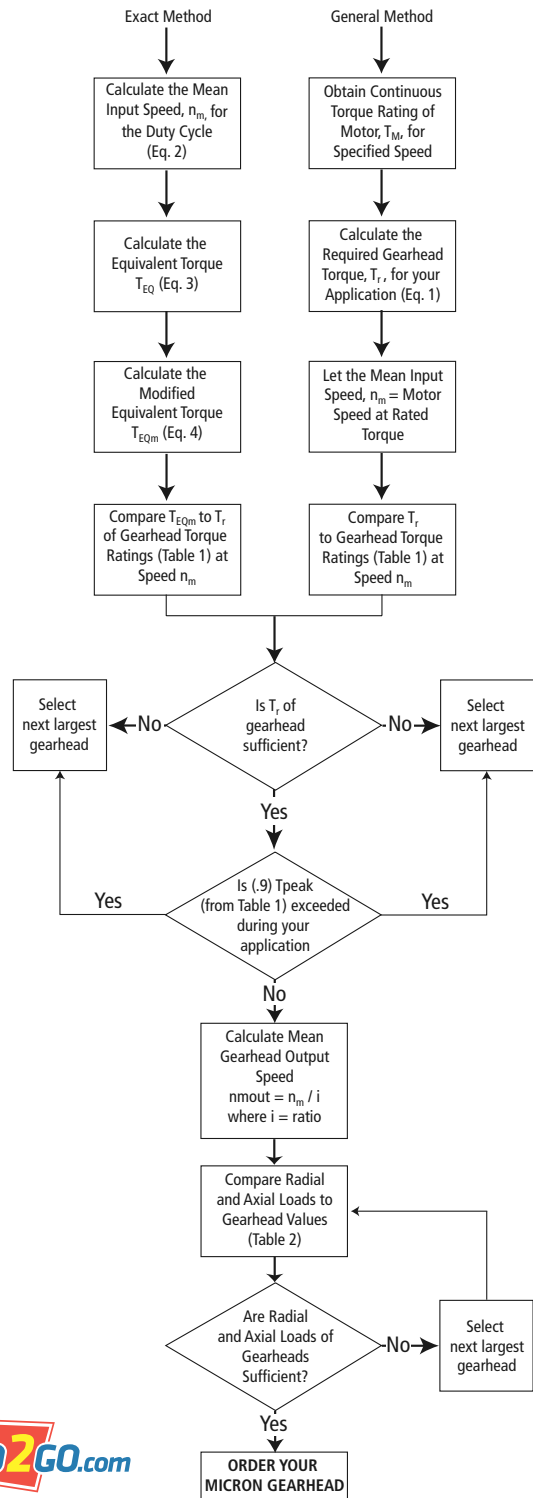 Exact Method
General Method
Calculate the Mean
Input Speed, nm, for
the Duty Cycle
(Eq. 2)
Obtain Continuous
Torque Rating of
Motor, TM, for
Specified Speed
Calculate the
Equivalent Torque
TEQ (Eq. 3)
Calculate the
Required Gearhead
Torque, Tr, for your
Application (Eq. 1)
Calculate the
Modified
Equivalent Torque
TEQm (Eq. 4)
Let the Mean Input
Speed, nm = Motor
Speed at Rated
Torque
Compare TEQm to Tr
of Gearhead Torque
Ratings (Table 1) at
Speed nm
Compare Tr
to Gearhead Torque
Ratings (Table 1) at
Speed nm
Select
next largest
gearhead
No
Is Tr of
gearhead
sufficient?
No
Select
next largest
gearhead
Yes
Yes
Is (.9) Tpeak
(from Table 1) exceeded
during your
application
Yes
No
Calculate Mean
Gearhead Output
Speed
nmout = nm / i
where i = ratio
Compare Radial
and Axial Loads to
Gearhead Values
(Table 2)
Are Radial
and Axial Loads of
Gearheads
Sufficient?
No
Select
next largest
gearhead
Yes
ORDER YOUR
MICRON GEARHEAD
2GO.com